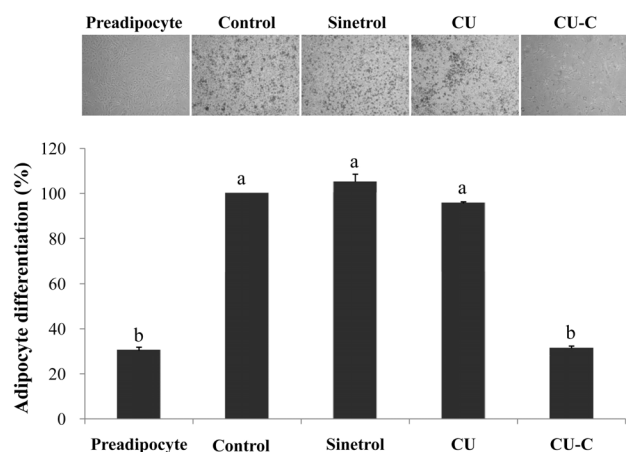 Preadipocyte Control Sinetrol CU CU-C
Adipocyte differentiation (%)
120
100
80
60
40
20
0
b
a
a
a
b
Preadipocyte Control Sinetrol CU CU-C